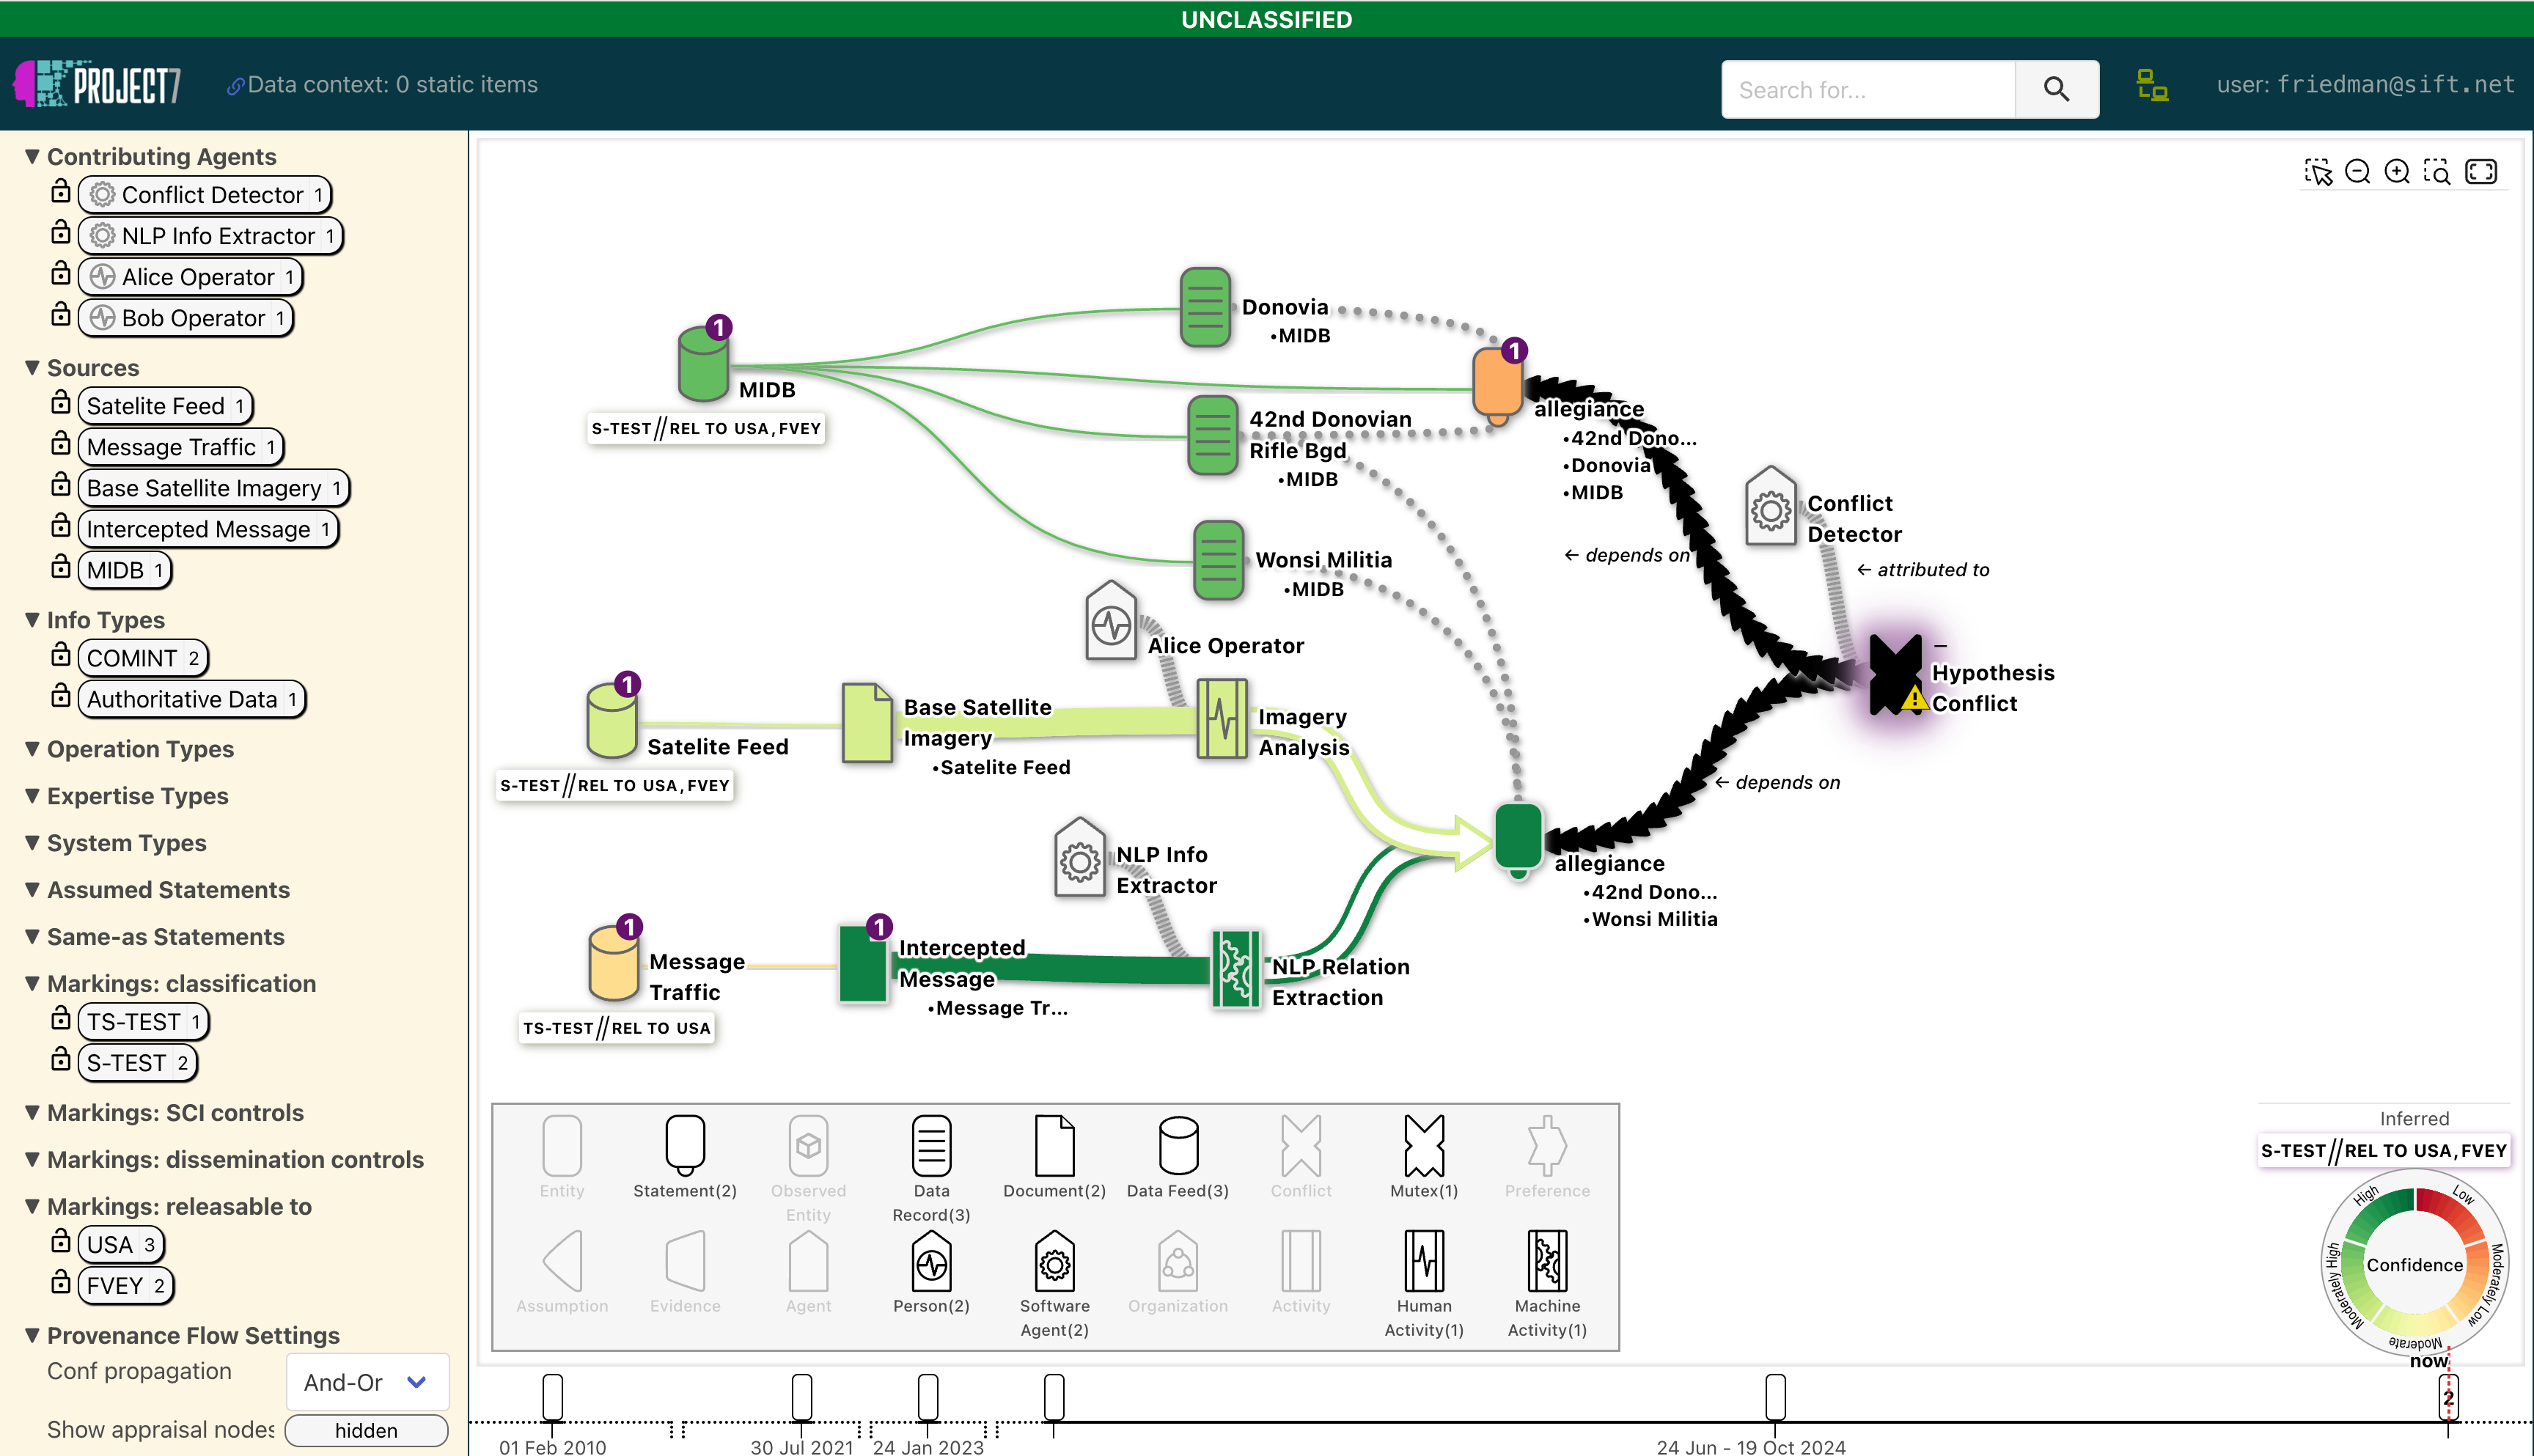 UNCLASSIFIED
PROJECT7
Data context: 0 static items
Search for...
user: friedman@sift.net
Contributing Agents
Conflict Detector 1
NLP Info Extractor 1
Alice Operator 1
Bob Operator 1
Sources
Satelite Feed 1
Message Traffic 1
Base Satellite Imagery 1
Intercepted Message 1
MIDB 1
Info Types
COMINT 2
Authoritative Data 1
Operation Types
Expertise Types
System Types
Assumed Statements
Same-as Statements
Markings: classification
TS-TEST 1
S-TEST 2
Markings: SCI controls
Markings: dissemination controls
Markings: releasable to
USA 3
FVEY 2
Provenance Flow Settings
Conf propagation
And-Or
Show appraisal nodes
hidden
1
MIDB
S-TEST//REL TO USA, FVEY
Donovia
•MIDB
42nd Donovian
Rifle Bgd
•MIDB
Wonsi Militia
•MIDB
1
allegiance
•42nd Dono...
•Donovia
•MIDB
← depends on
Conflict
Detector
← attributed to
–
Hypothesis
Conflict
Alice Operator
1
Satelite Feed
S-TEST//REL TO USA, FVEY
Base Satellite
Imagery
•Satelite Feed
Imagery
Analysis
← depends on
NLP Info
Extractor
allegiance
•42nd Dono...
•Wonsi Militia
1
Message
Traffic
TS-TEST//REL TO USA
1
Intercepted
Message
•Message Tr...
NLP Relation
Extraction
Entity
Statement(2)
Observed
Entity
Data
Record(3)
Document(2)
Data Feed(3)
Conflict
Mutex(1)
Preference
Assumption
Evidence
Agent
Person(2)
Software
Agent(2)
Organization
Activity
Human
Activity(1)
Machine
Activity(1)
Inferred
S-TEST//REL TO USA, FVEY
High
Low
Moderately High
Moderately Low
Moderate
Confidence
now
2
01 Feb 2010
30 Jul 2021
24 Jan 2023
24 Jun - 19 Oct 2024